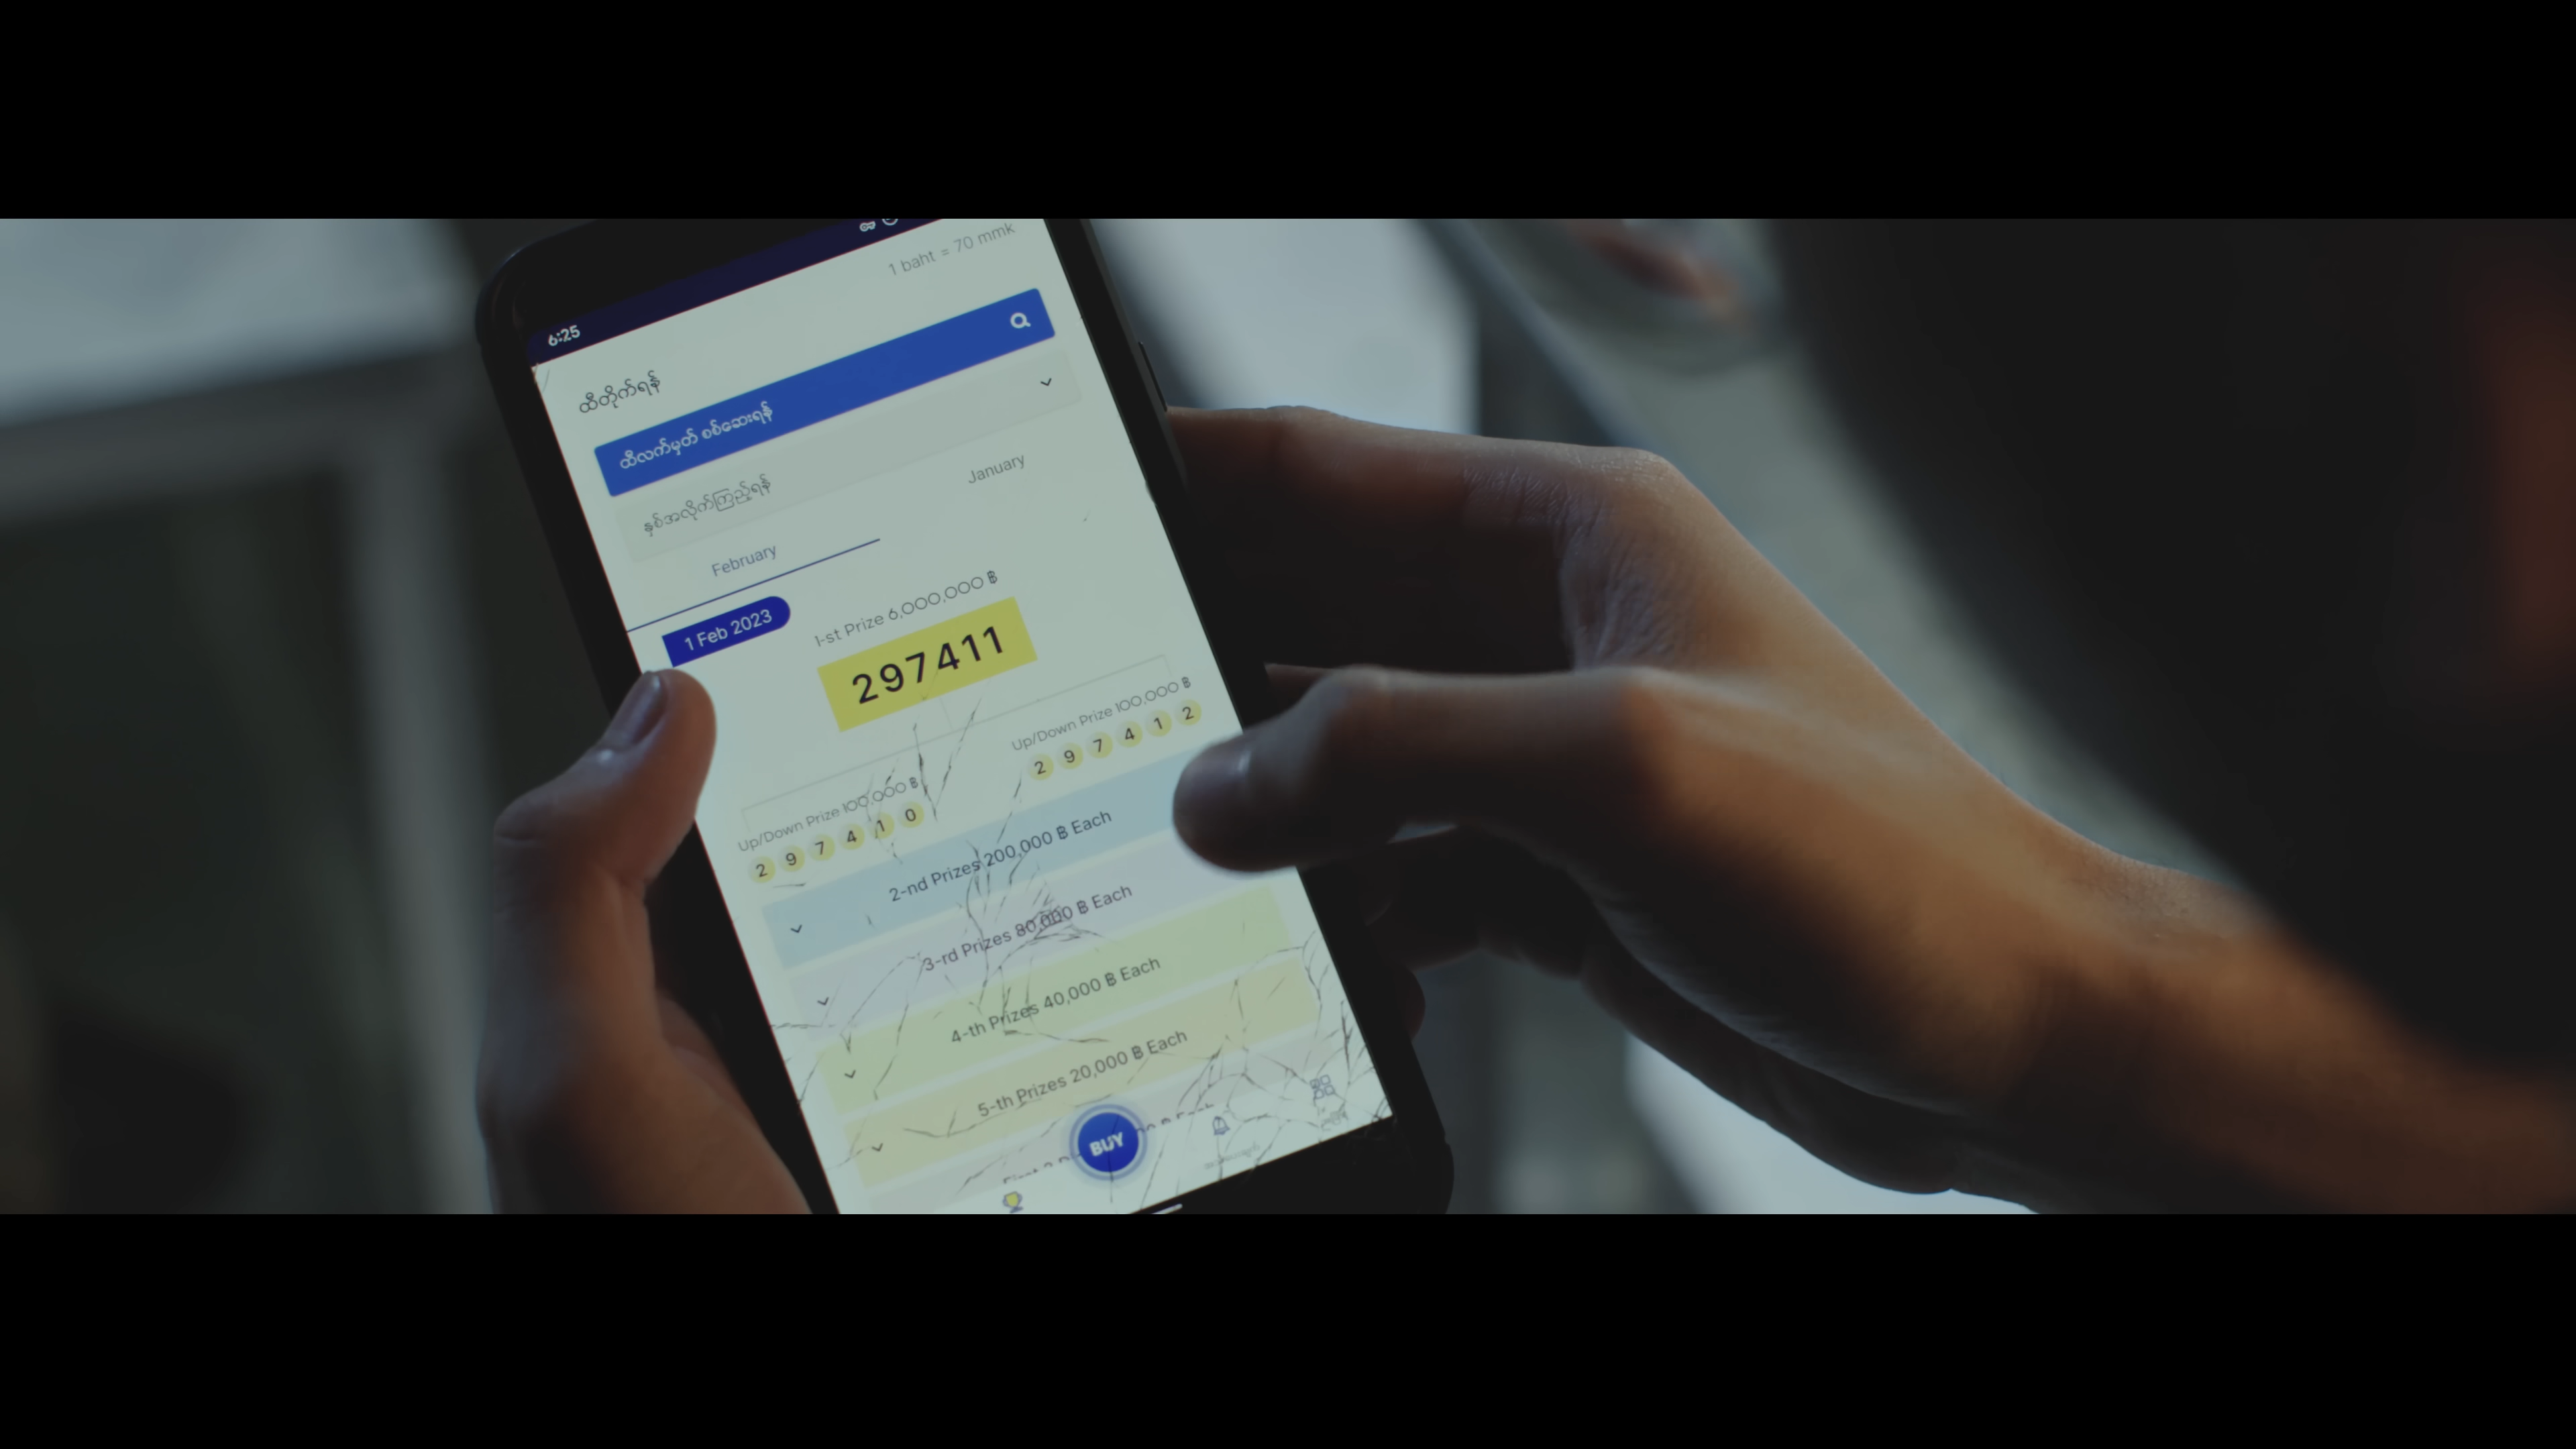 6:25
1 baht = 70 mmk
ထီတိုက်ရန်
ထီလက်မှတ် စစ်ဆေးရန်
နှစ်အလိုက်ကြည့်ရန်
February
January
1 Feb 2023
1-st Prize 6,000,000 ฿
297411
Up/Down Prize 100,000 ฿
2 9 7 4 1 0
Up/Down Prize 100,000 ฿
2 9 7 4 1 2
2-nd Prizes 200,000 ฿ Each
3-rd Prizes 80,000 ฿ Each
4-th Prizes 40,000 ฿ Each
5-th Prizes 20,000 ฿ Each
BUY